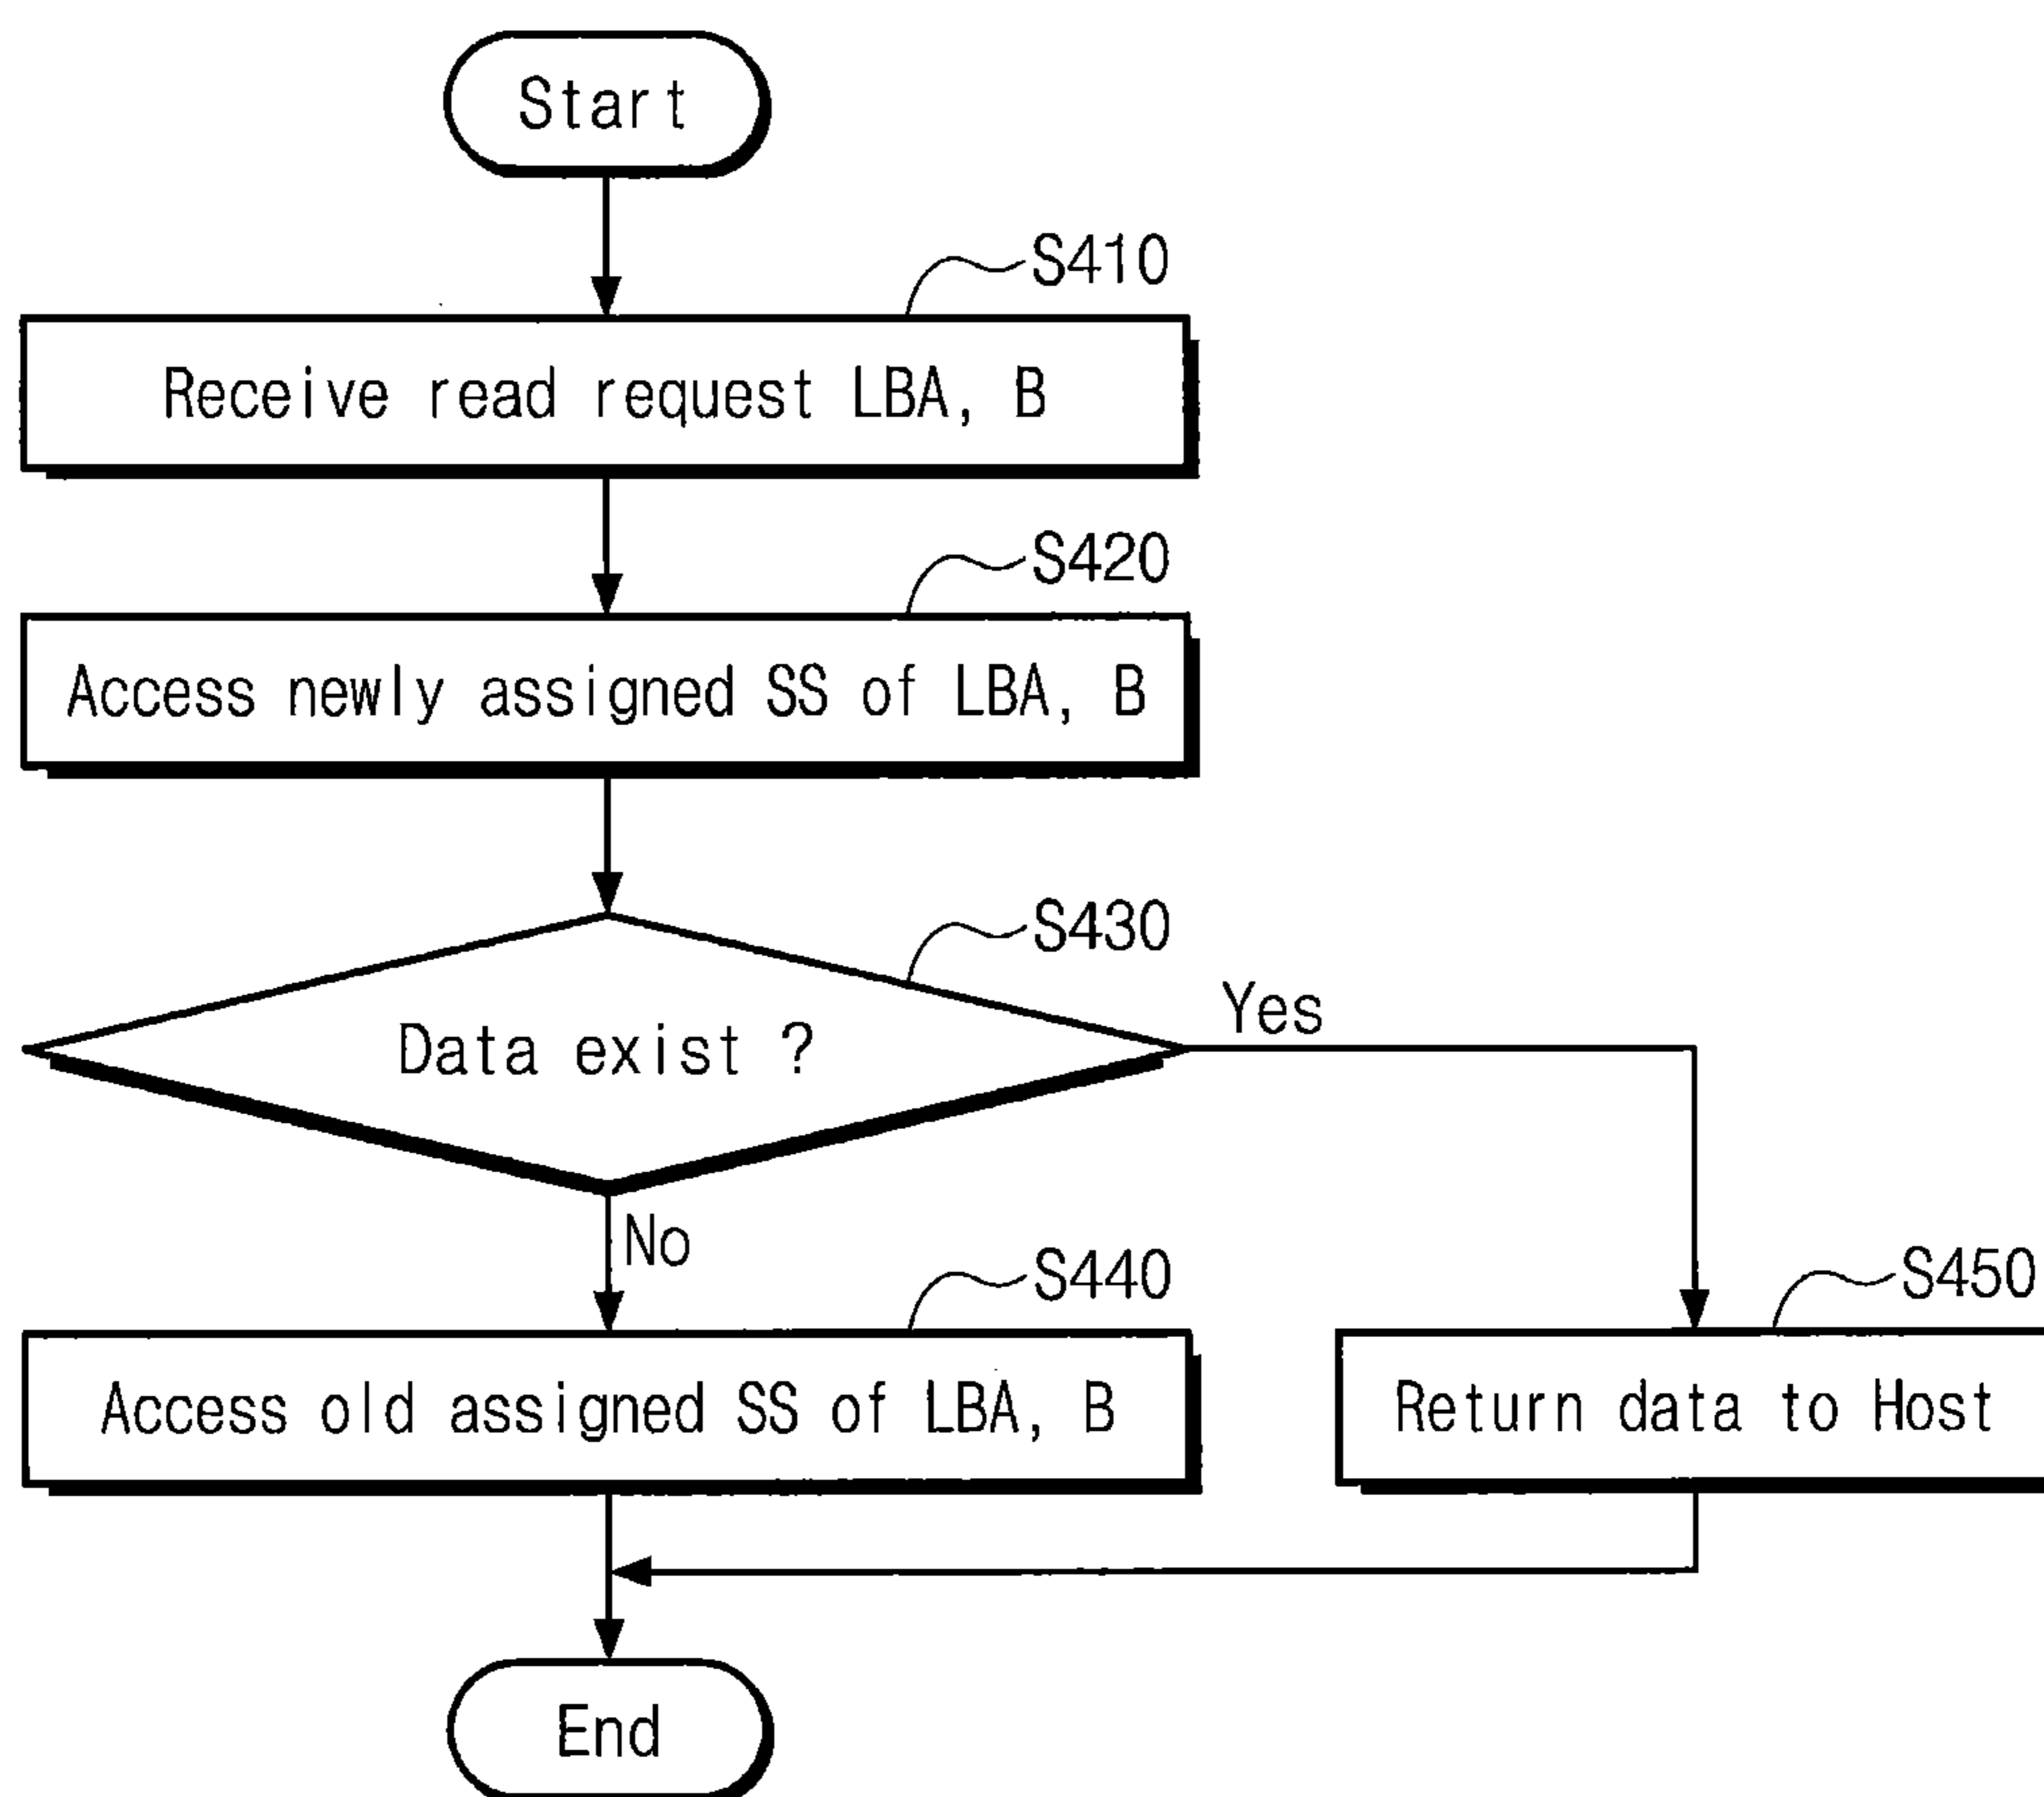 Start
S410
Receive read request LBA, B
S420
Access newly assigned SS of LBA, B
S430
Data exist ?
Yes
No
S440
S450
Access old assigned SS of LBA, B
Return data to Host
End